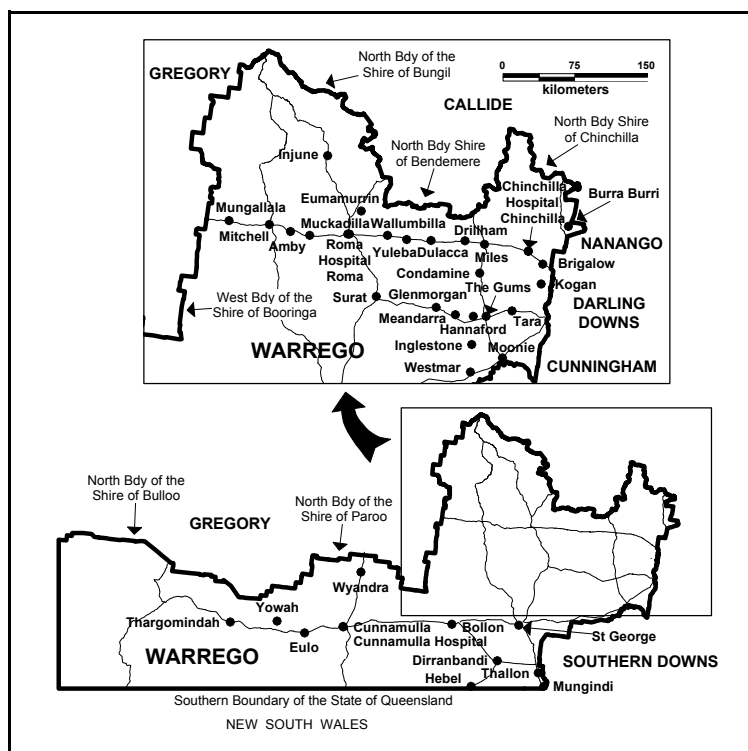 North Bdy of the
Shire of Bungil
GREGORY
0 75 150
kilometers
CALLIDE
North Bdy Shire
of Chinchilla
North Bdy Shire
of Bendemere
Injune
Chinchilla
Hospital
Chinchilla
Burra Burri
Eumamurrin
Mungallala
Muckadilla
Wallumbilla
Drillham
NANANGO
Mitchell
Amby
Roma
Hospital
Roma
Yuleba
Dulacca
Miles
Brigalow
Condamine
The Gums
Kogan
West Bdy of the
Shire of Booringa
Surat
Glenmorgan
DARLING
DOWNS
Meandarra
Hannaford
Tara
WARREGO
Inglestone
Moonie
Westmar
CUNNINGHAM
North Bdy of the
Shire of Bulloo
North Bdy of the
Shire of Paroo
GREGORY
Wyandra
Yowah
Thargomindah
Cunnamulla
Cunnamulla Hospital
Bollon
St George
Eulo
WARREGO
Dirranbandi
SOUTHERN DOWNS
Hebel
Thallon
Mungindi
Southern Boundary of the State of Queensland
NEW SOUTH WALES